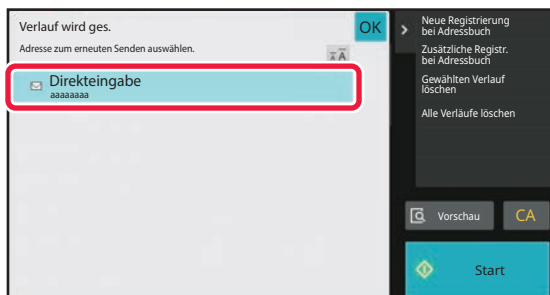 Verlauf wird ges.
OK
Adresse zum erneuten Senden auswählen.
Direkteingabe
aaaaaaaa
Neue Registrierung
bei Adressbuch
Zusätzliche Registr.
bei Adressbuch
Gewählten Verlauf
löschen
Alle Verläufe löschen
Vorschau
CA
Start